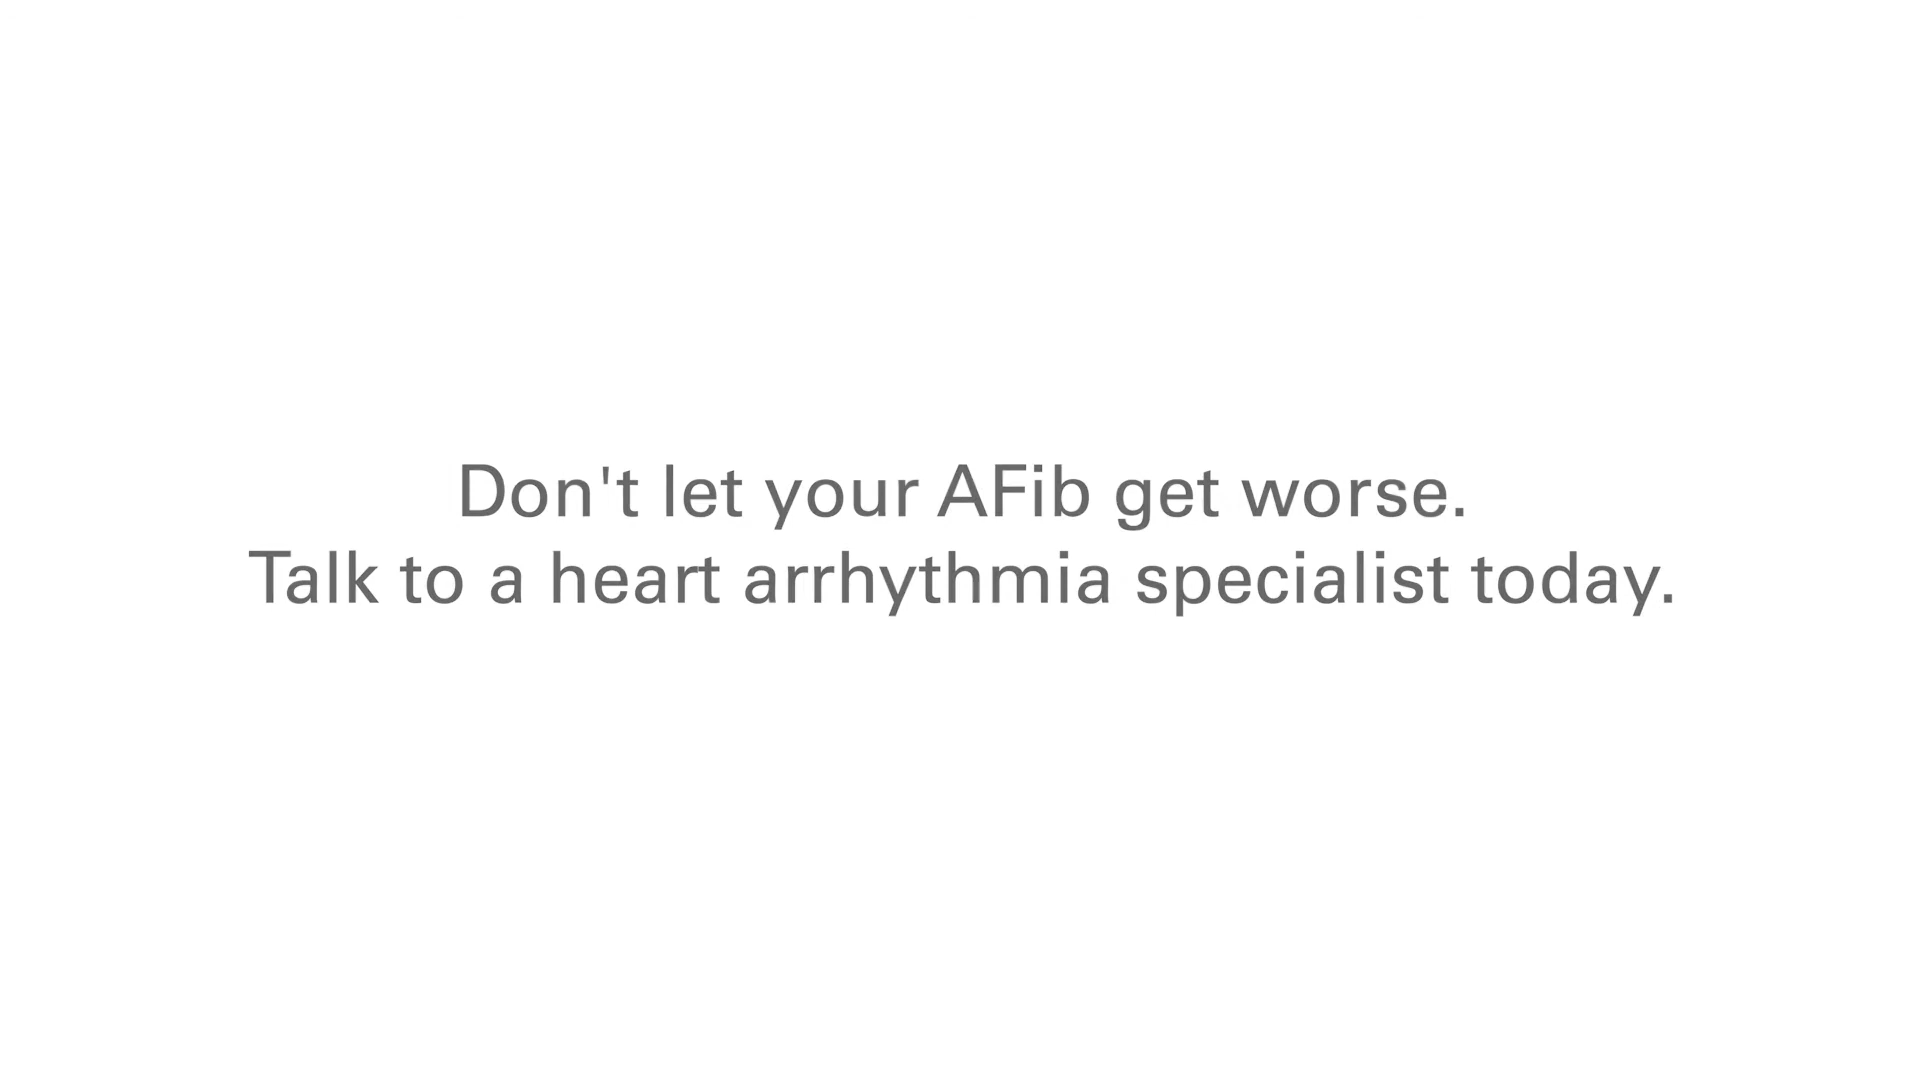 Don't let your AFib get worse.
Talk to a heart arrhythmia specialist today.